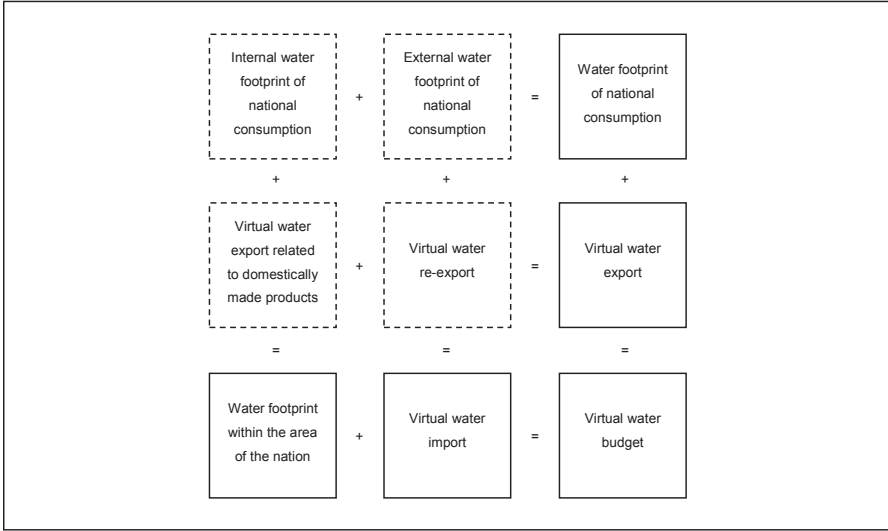 Internal water
footprint of
national
consumption
+
External water
footprint of
national
consumption
=
Water footprint
of national
consumption
+
+
+
Virtual water
export related
to domestically
made products
+
Virtual water
re-export
=
Virtual water
export
=
=
=
Water footprint
within the area
of the nation
+
Virtual water
import
=
Virtual water
budget